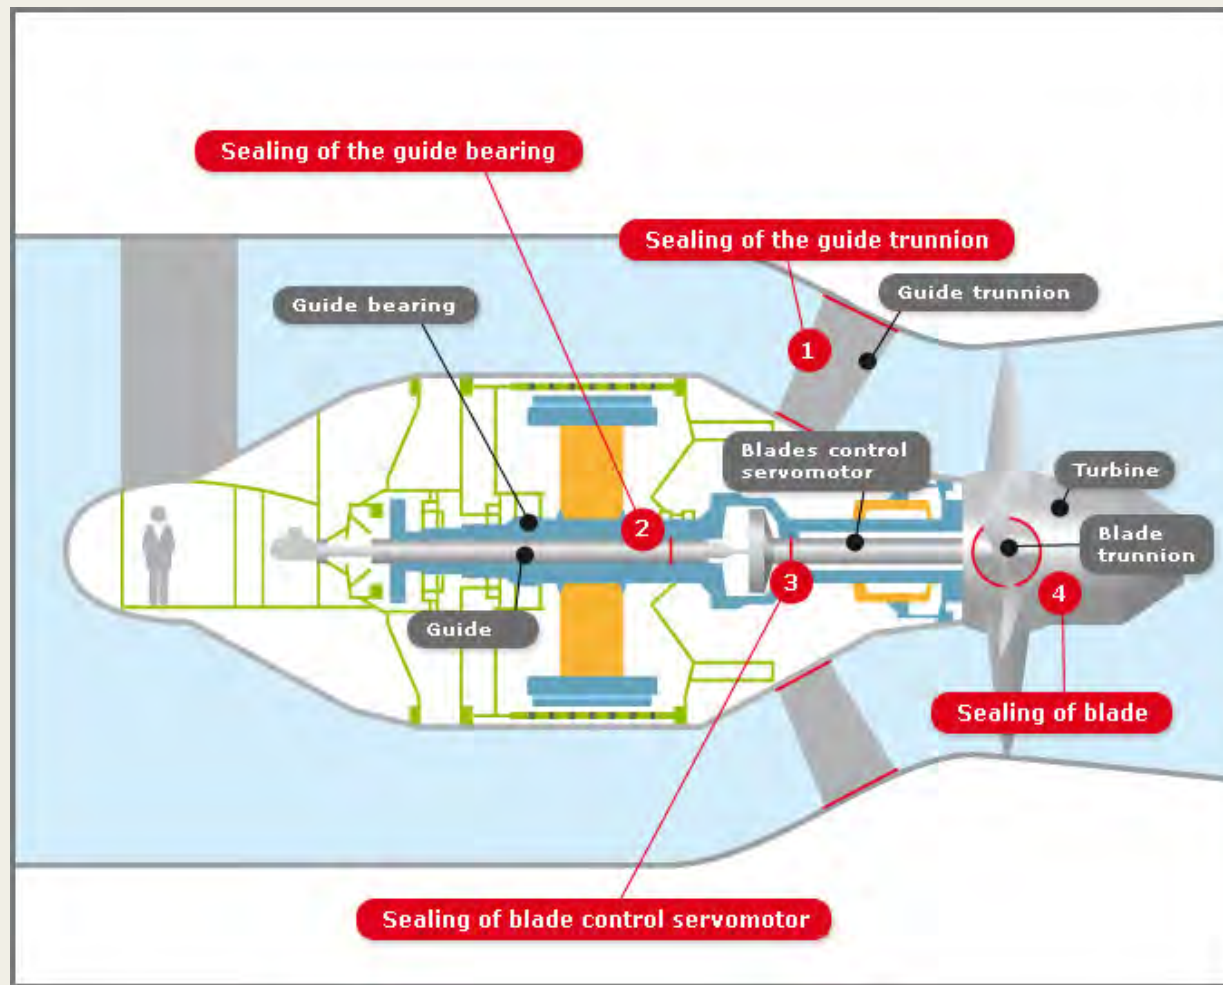 Sealing of the guide bearing
Sealing of the guide trunnion
Guide bearing
Guide trunnion
1
Blades control
servomotor
Turbine
2
Blade
trunnion
3
4
Guide
Sealing of blade
Sealing of blade control servomotor